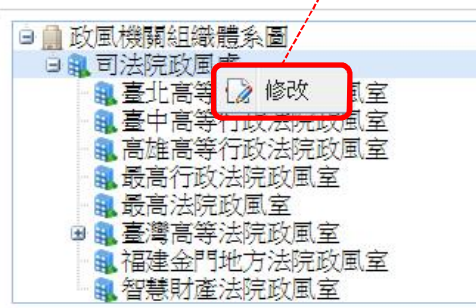 政風機關組織體系圖
司法院政風處
修改
臺北高等 風室
臺中高等行政法院政風室
高雄高等行政法院政風室
最高行政法院政風室
最高法院政風室
臺灣高等法院政風室
福建金門地方法院政風室
智慧財產法院政風室